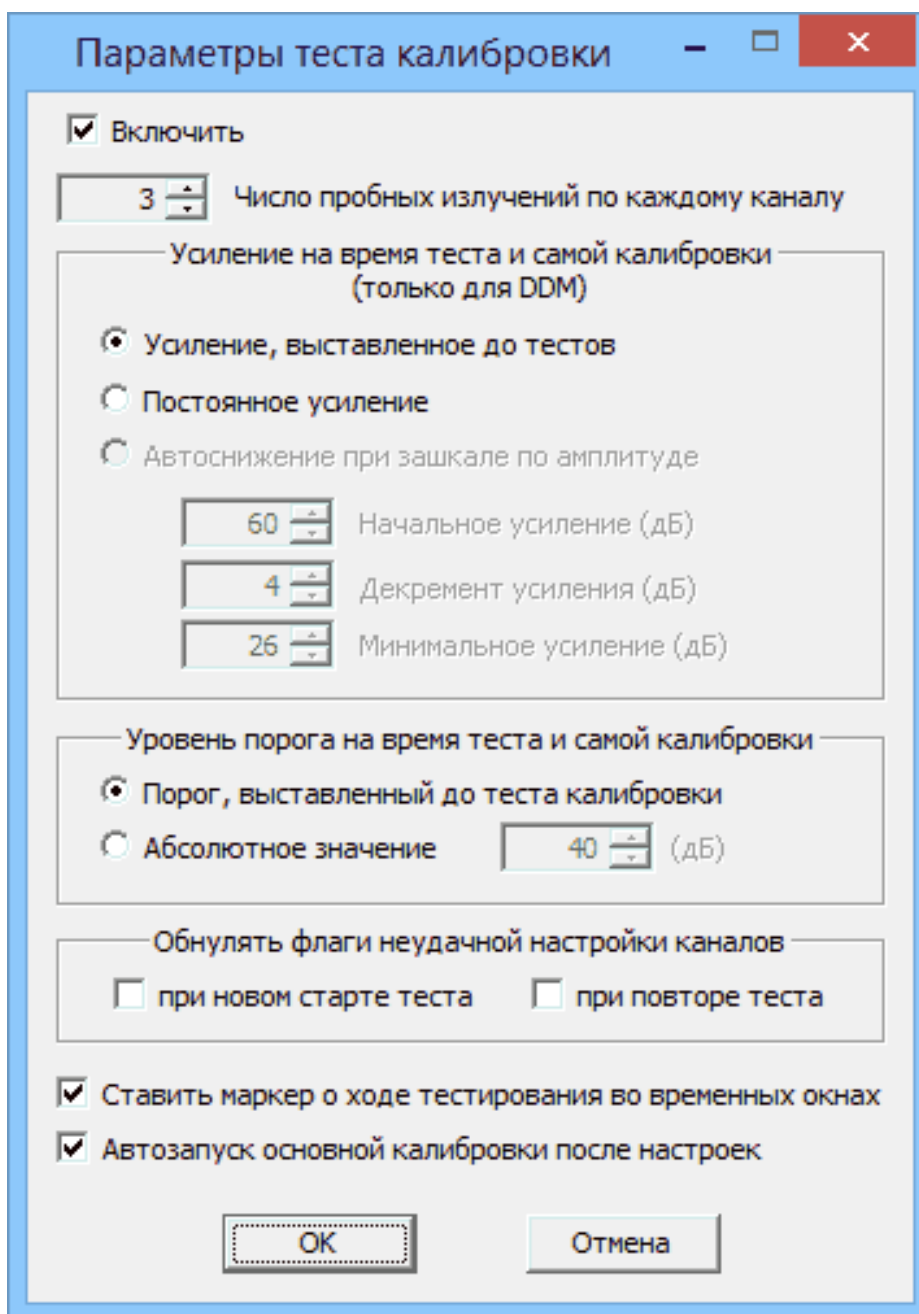 Параметры теста калибровки
Включить
3 Число пробных излучений по каждому каналу
Усиление на время теста и самой калибровки
(только для DDM)
Усиление, выставленное до тестов
Постоянное усиление
Автоснижение при зашкале по амплитуде
60 Начальное усиление (дБ)
4 Декремент усиления (дБ)
26 Минимальное усиление (дБ)
Уровень порога на время теста и самой калибровки
Порог, выставленный до теста калибровки
Абсолютное значение 40 (дБ)
Обнулять флаги неудачной настройки каналов
при новом старте теста при повторе теста
Ставить маркер о ходе тестирования во временных окнах
Автозапуск основной калибровки после настроек
OK Отмена